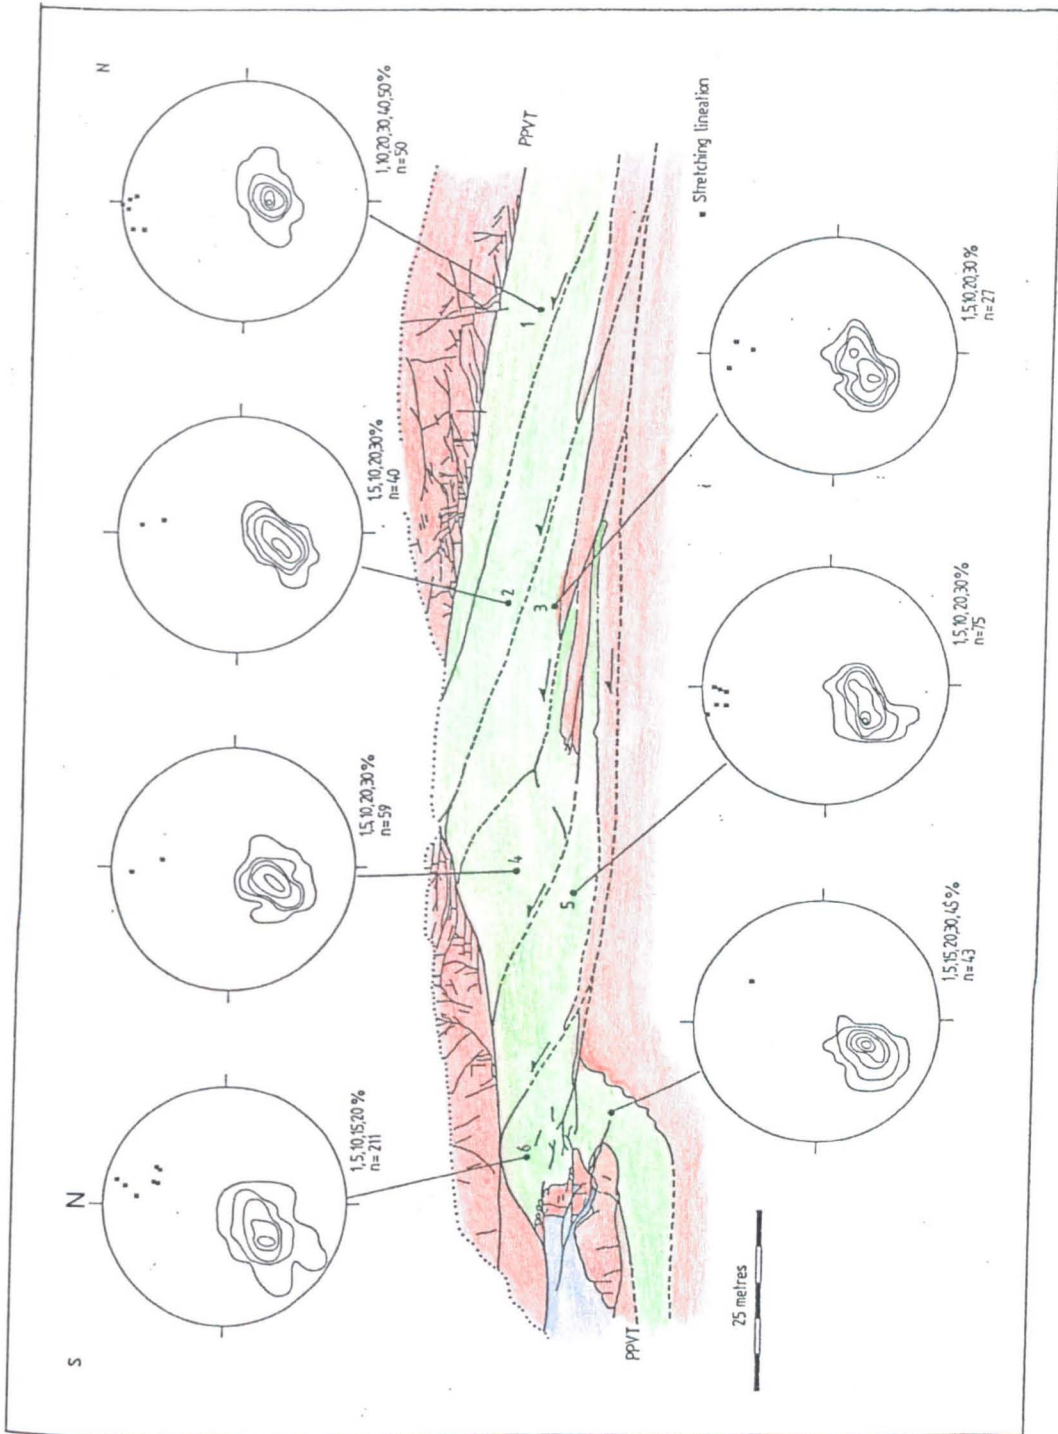 S
N
N
1,5,10,15,20%
n=211
1,5,10,20,30%
n=59
1,5,10,20,30%
n=40
1,10,20,30,40,50%
n=50
PPVT
1
2
3
4
5
6
▪ Stretching lineation
PPVT
25 metres
1,5,15,20,30,45%
n=43
1,5,10,20,30%
n=75
1,5,10,20,30%
n=27